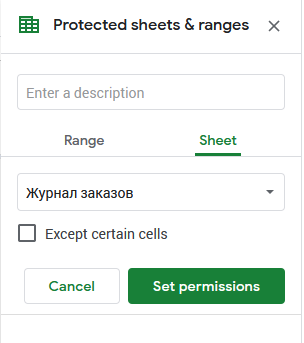 Protected sheets & ranges
Enter a description
Range Sheet
Журнал заказов
Except certain cells
Cancel Set permissions